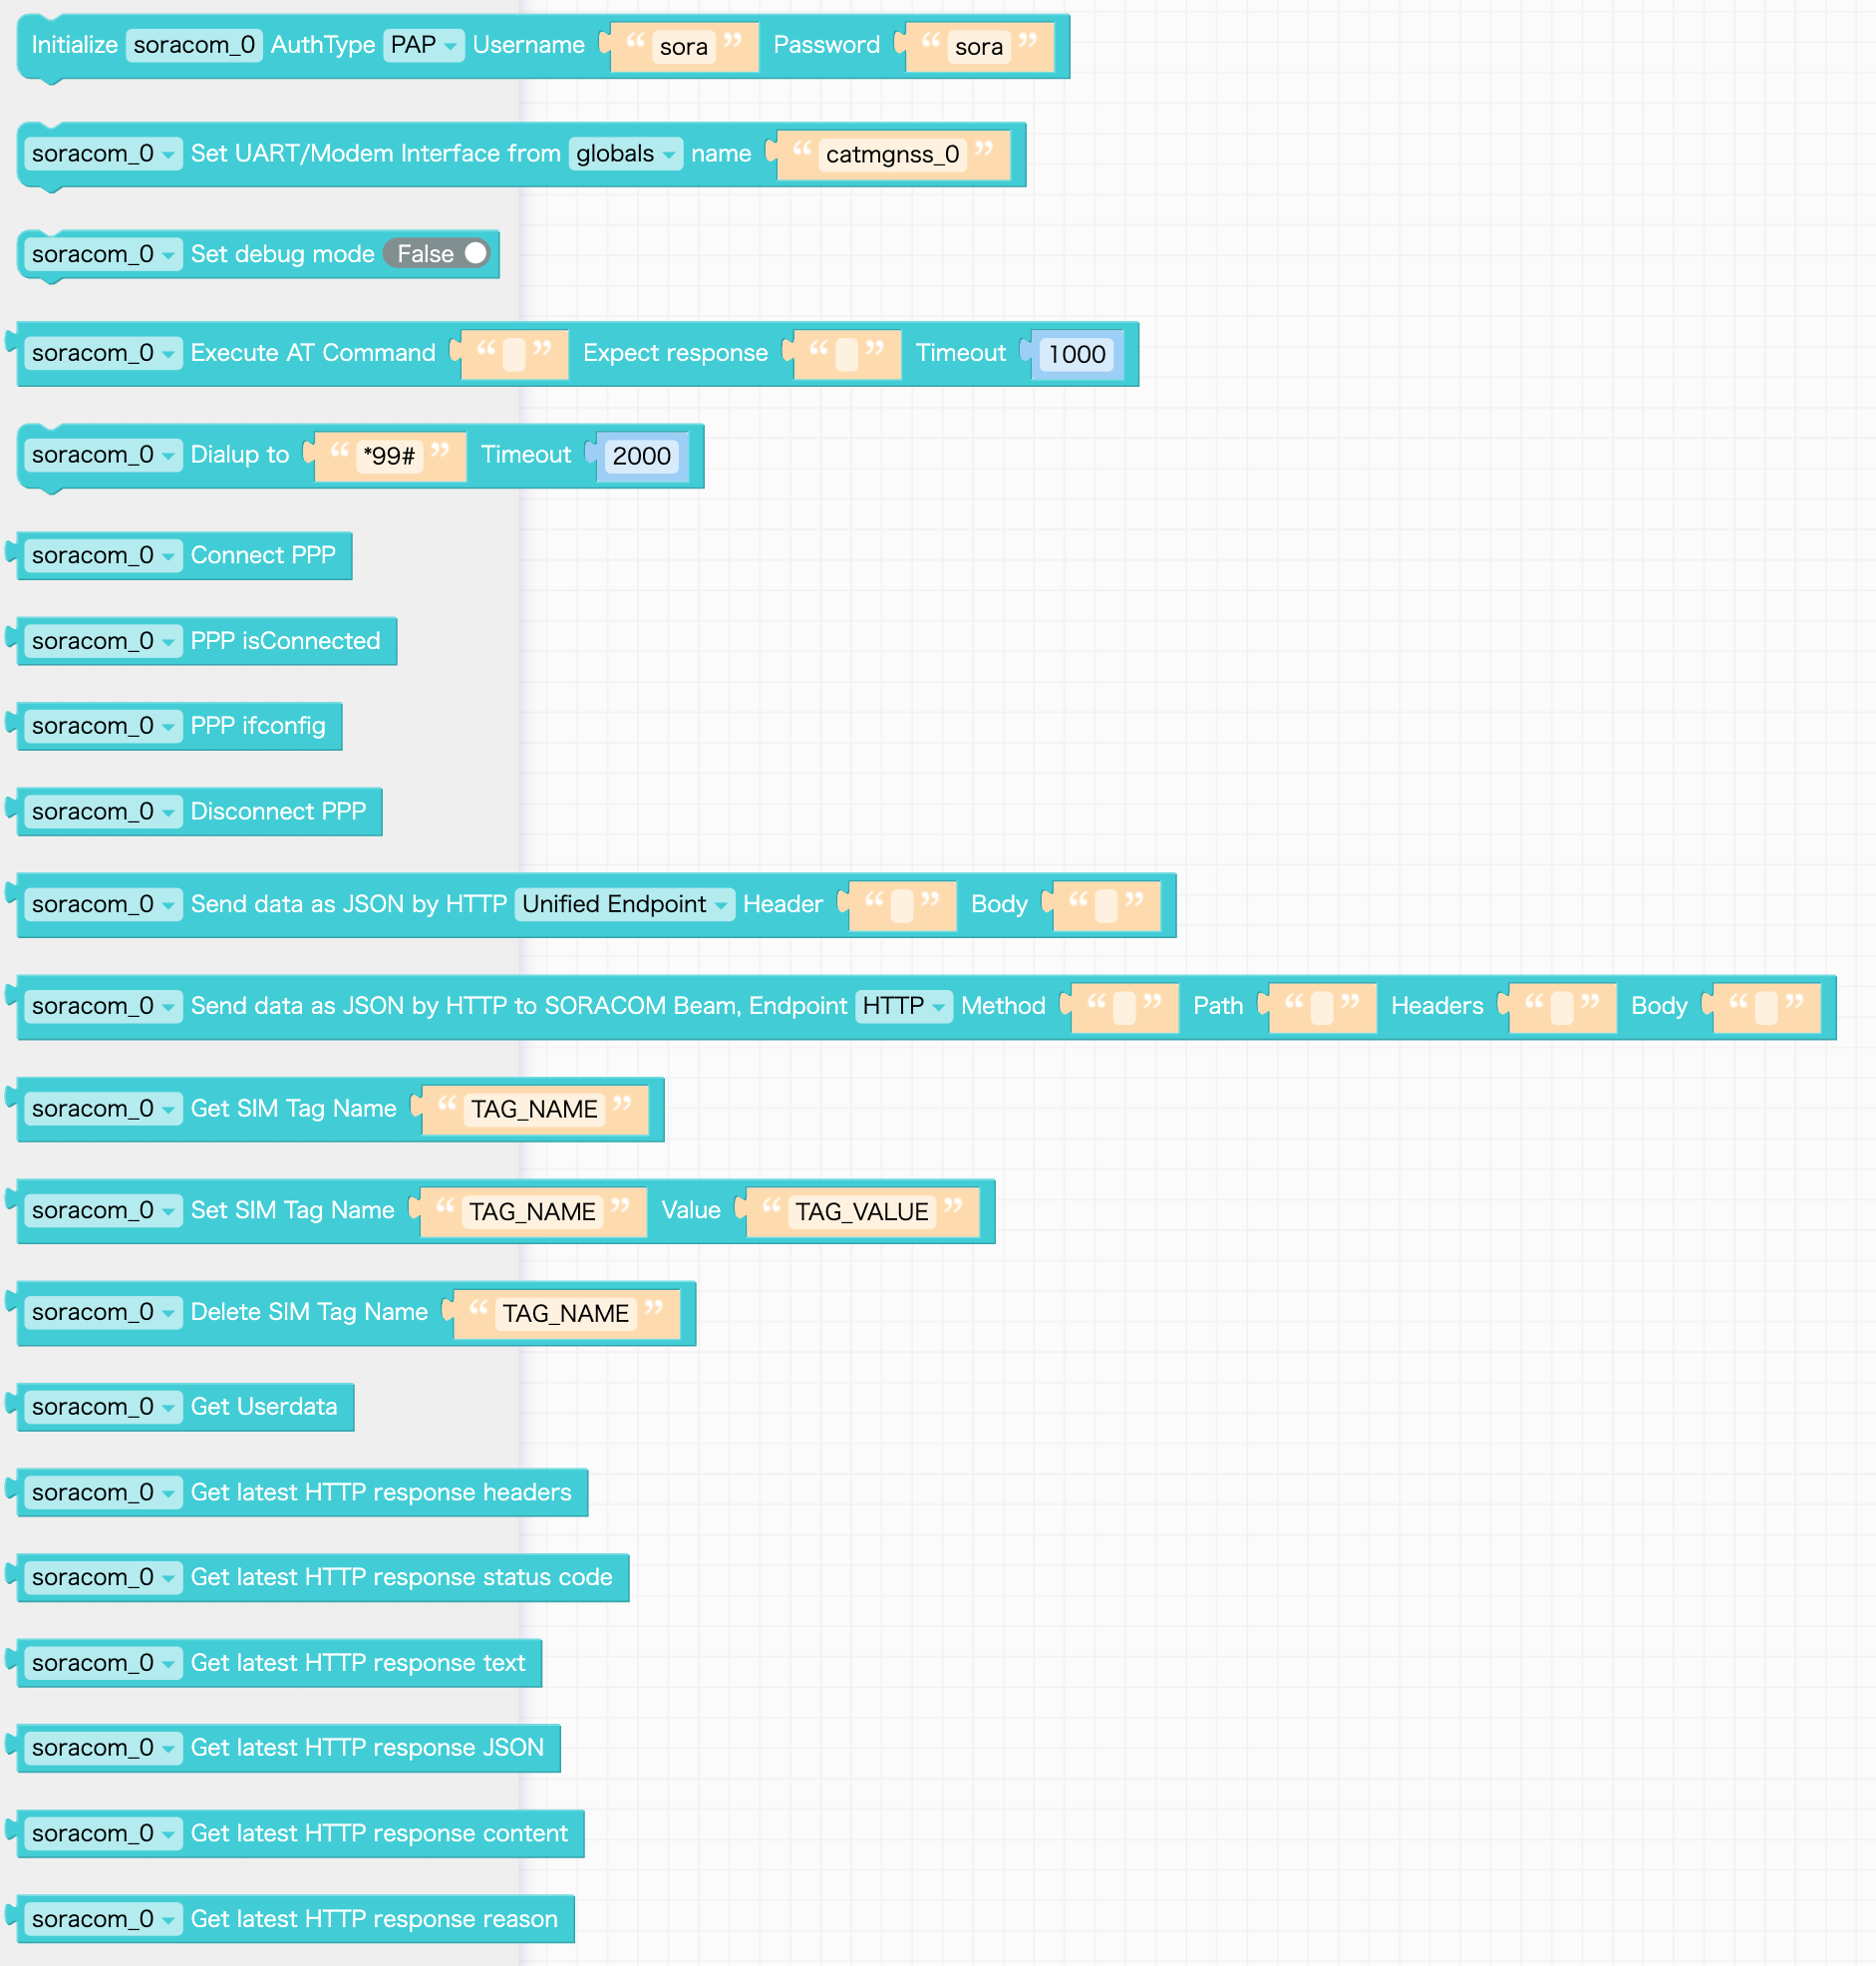 Initialize soracom_0 AuthType PAP Username “ sora ” Password “ sora ”
soracom_0 Set UART/Modem Interface from globals name “ catmgnss_0 ”
soracom_0 Set debug mode False
soracom_0 Execute AT Command “ ” Expect response “ ” Timeout 1000
soracom_0 Dialup to “ *99# ” Timeout 2000
soracom_0 Connect PPP
soracom_0 PPP isConnected
soracom_0 PPP ifconfig
soracom_0 Disconnect PPP
soracom_0 Send data as JSON by HTTP Unified Endpoint Header “ ” Body “ ”
soracom_0 Send data as JSON by HTTP to SORACOM Beam, Endpoint HTTP Method “ ” Path “ ” Headers “ ” Body “ ”
soracom_0 Get SIM Tag Name “ TAG_NAME ”
soracom_0 Set SIM Tag Name “ TAG_NAME ” Value “ TAG_VALUE ”
soracom_0 Delete SIM Tag Name “ TAG_NAME ”
soracom_0 Get Userdata
soracom_0 Get latest HTTP response headers
soracom_0 Get latest HTTP response status code
soracom_0 Get latest HTTP response text
soracom_0 Get latest HTTP response JSON
soracom_0 Get latest HTTP response content
soracom_0 Get latest HTTP response reason